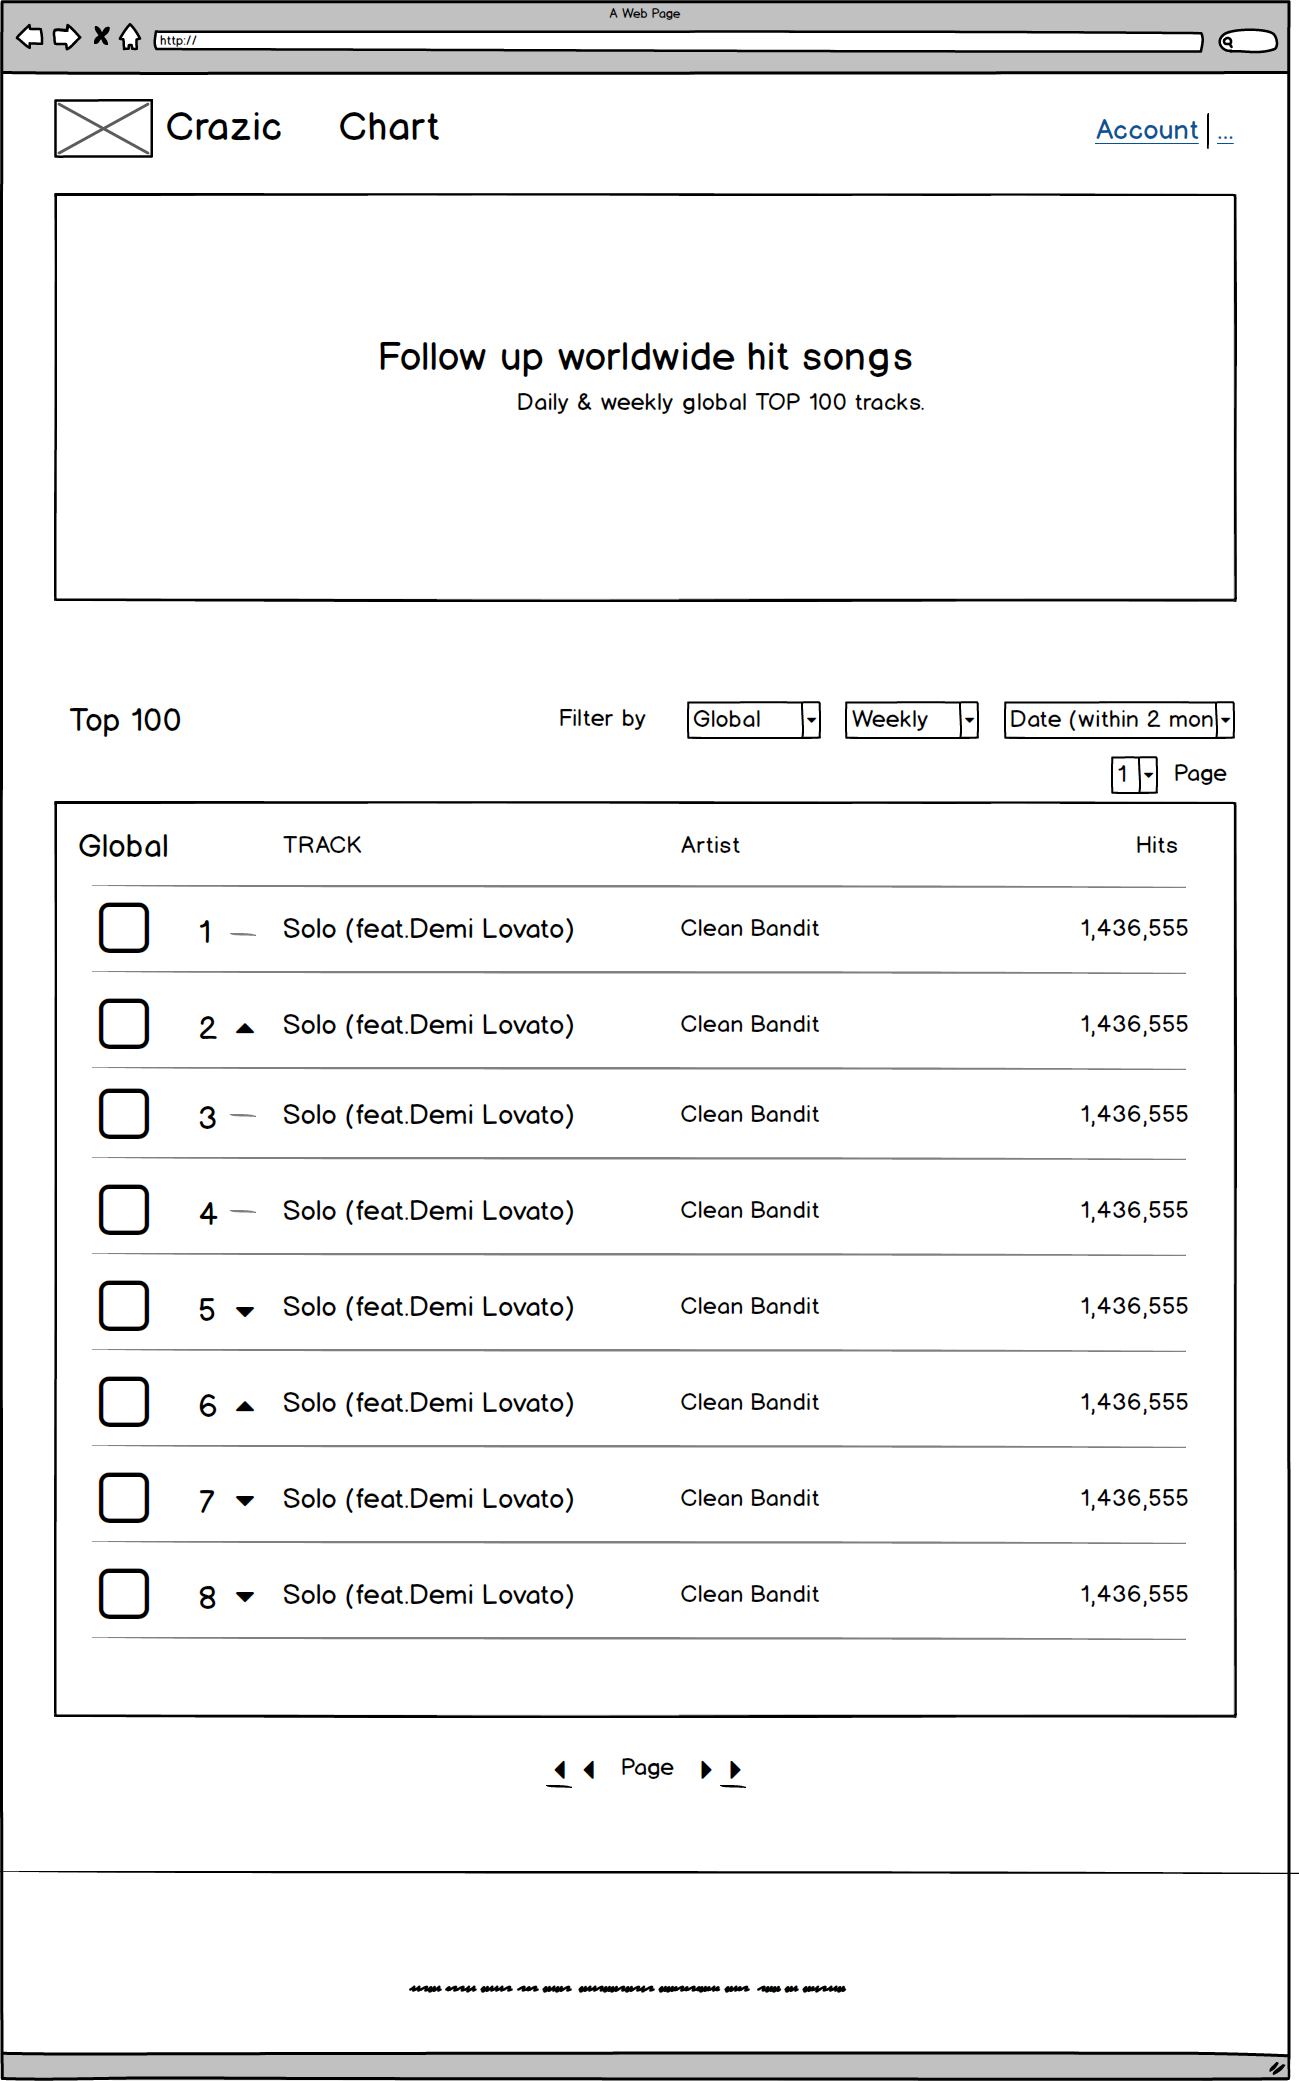 A Web Page
http://
Crazic Chart Account ...
Follow up worldwide hit songs
Daily & weekly global TOP 100 tracks.
Top 100 Filter by Global Weekly Date (within 2 mon
1 Page
Global TRACK Artist Hits
1 Solo (feat.Demi Lovato) Clean Bandit 1,436,555
2 Solo (feat.Demi Lovato) Clean Bandit 1,436,555
3 Solo (feat.Demi Lovato) Clean Bandit 1,436,555
4 Solo (feat.Demi Lovato) Clean Bandit 1,436,555
5 Solo (feat.Demi Lovato) Clean Bandit 1,436,555
6 Solo (feat.Demi Lovato) Clean Bandit 1,436,555
7 Solo (feat.Demi Lovato) Clean Bandit 1,436,555
8 Solo (feat.Demi Lovato) Clean Bandit 1,436,555
Page